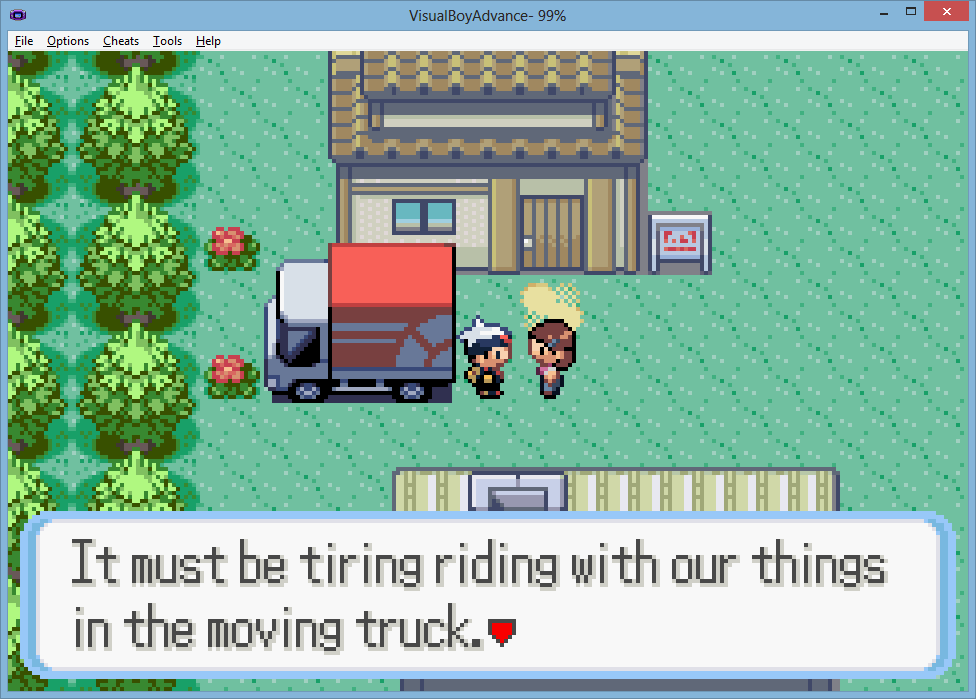 VisualBoyAdvance- 99%
File Options Cheats Tools Help
It must be tiring riding with our things
in the moving truck.